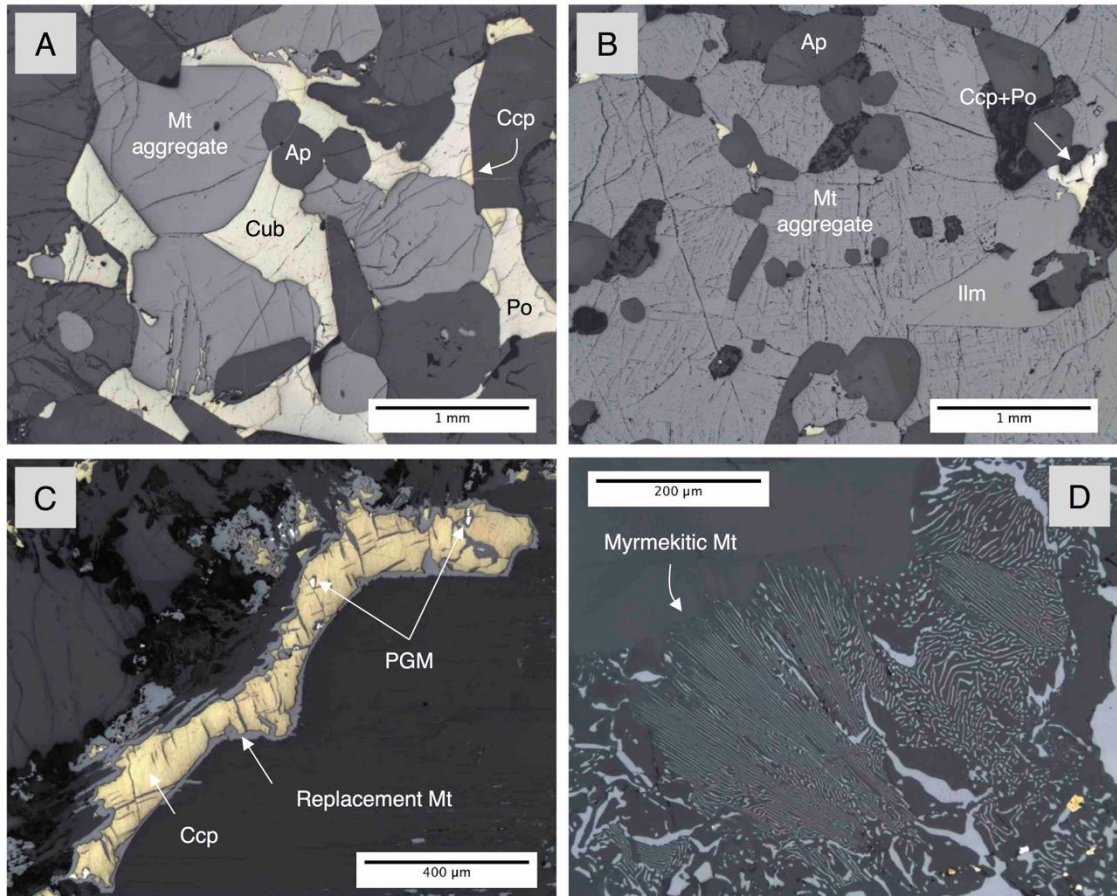 A
Mt
aggregate
Ap
Ccp
Cub
Po
1 mm
B
Ap
Ccp+Po
Mt
aggregate
Ilm
1 mm
C
PGM
Replacement Mt
Ccp
400 µm
D
200 µm
Myrmekitic Mt